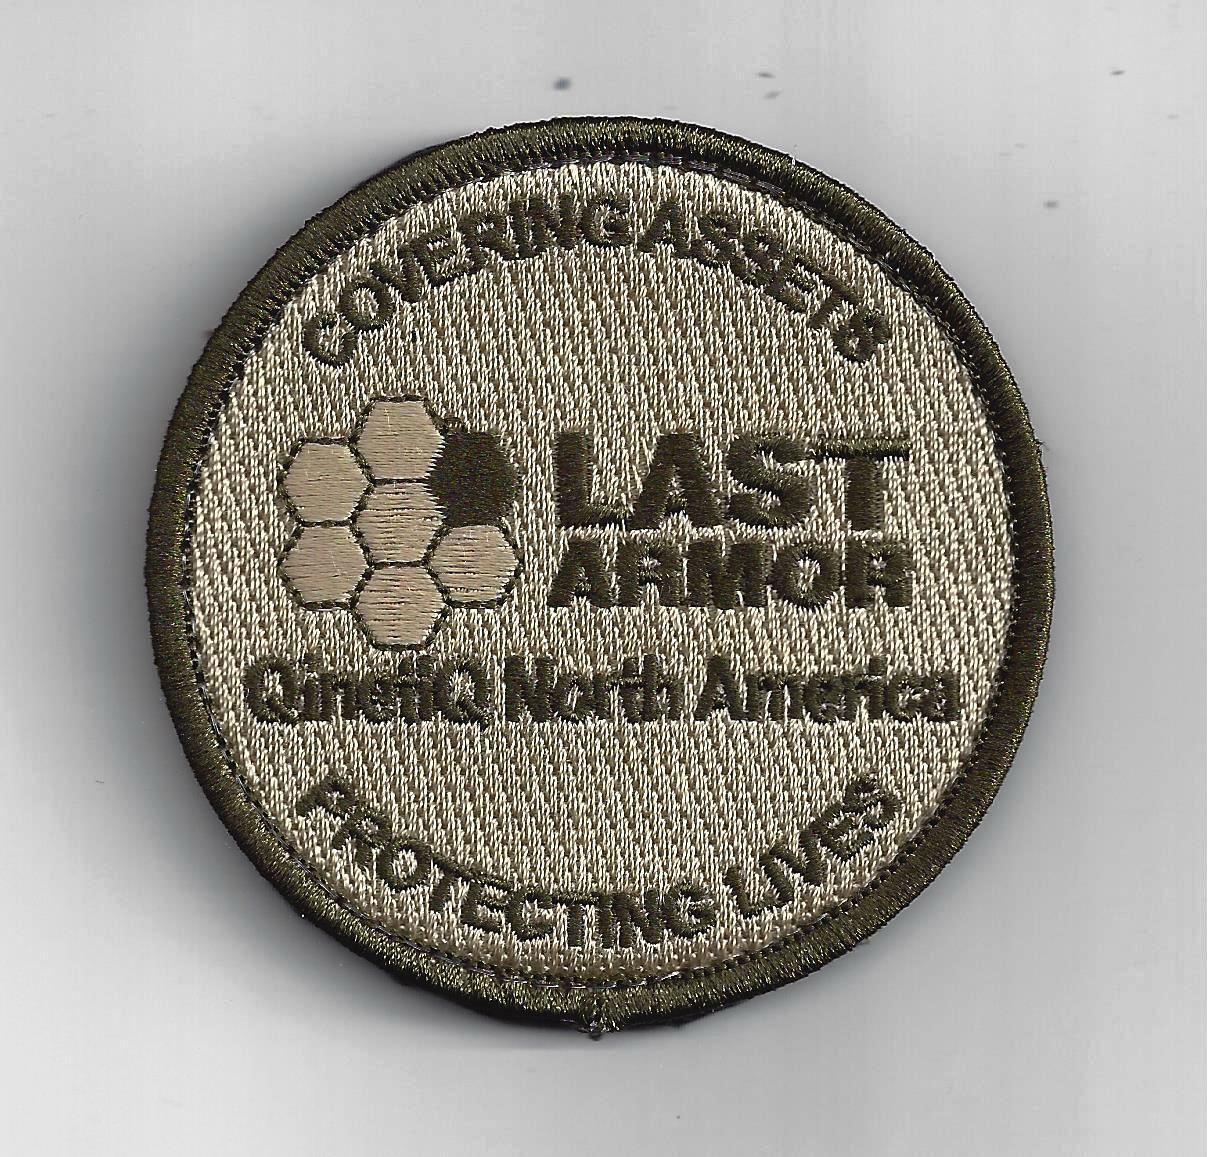 COVERING ASSETS
LAST
ARMOR
QinetiQ North America
PROTECTING LIVES